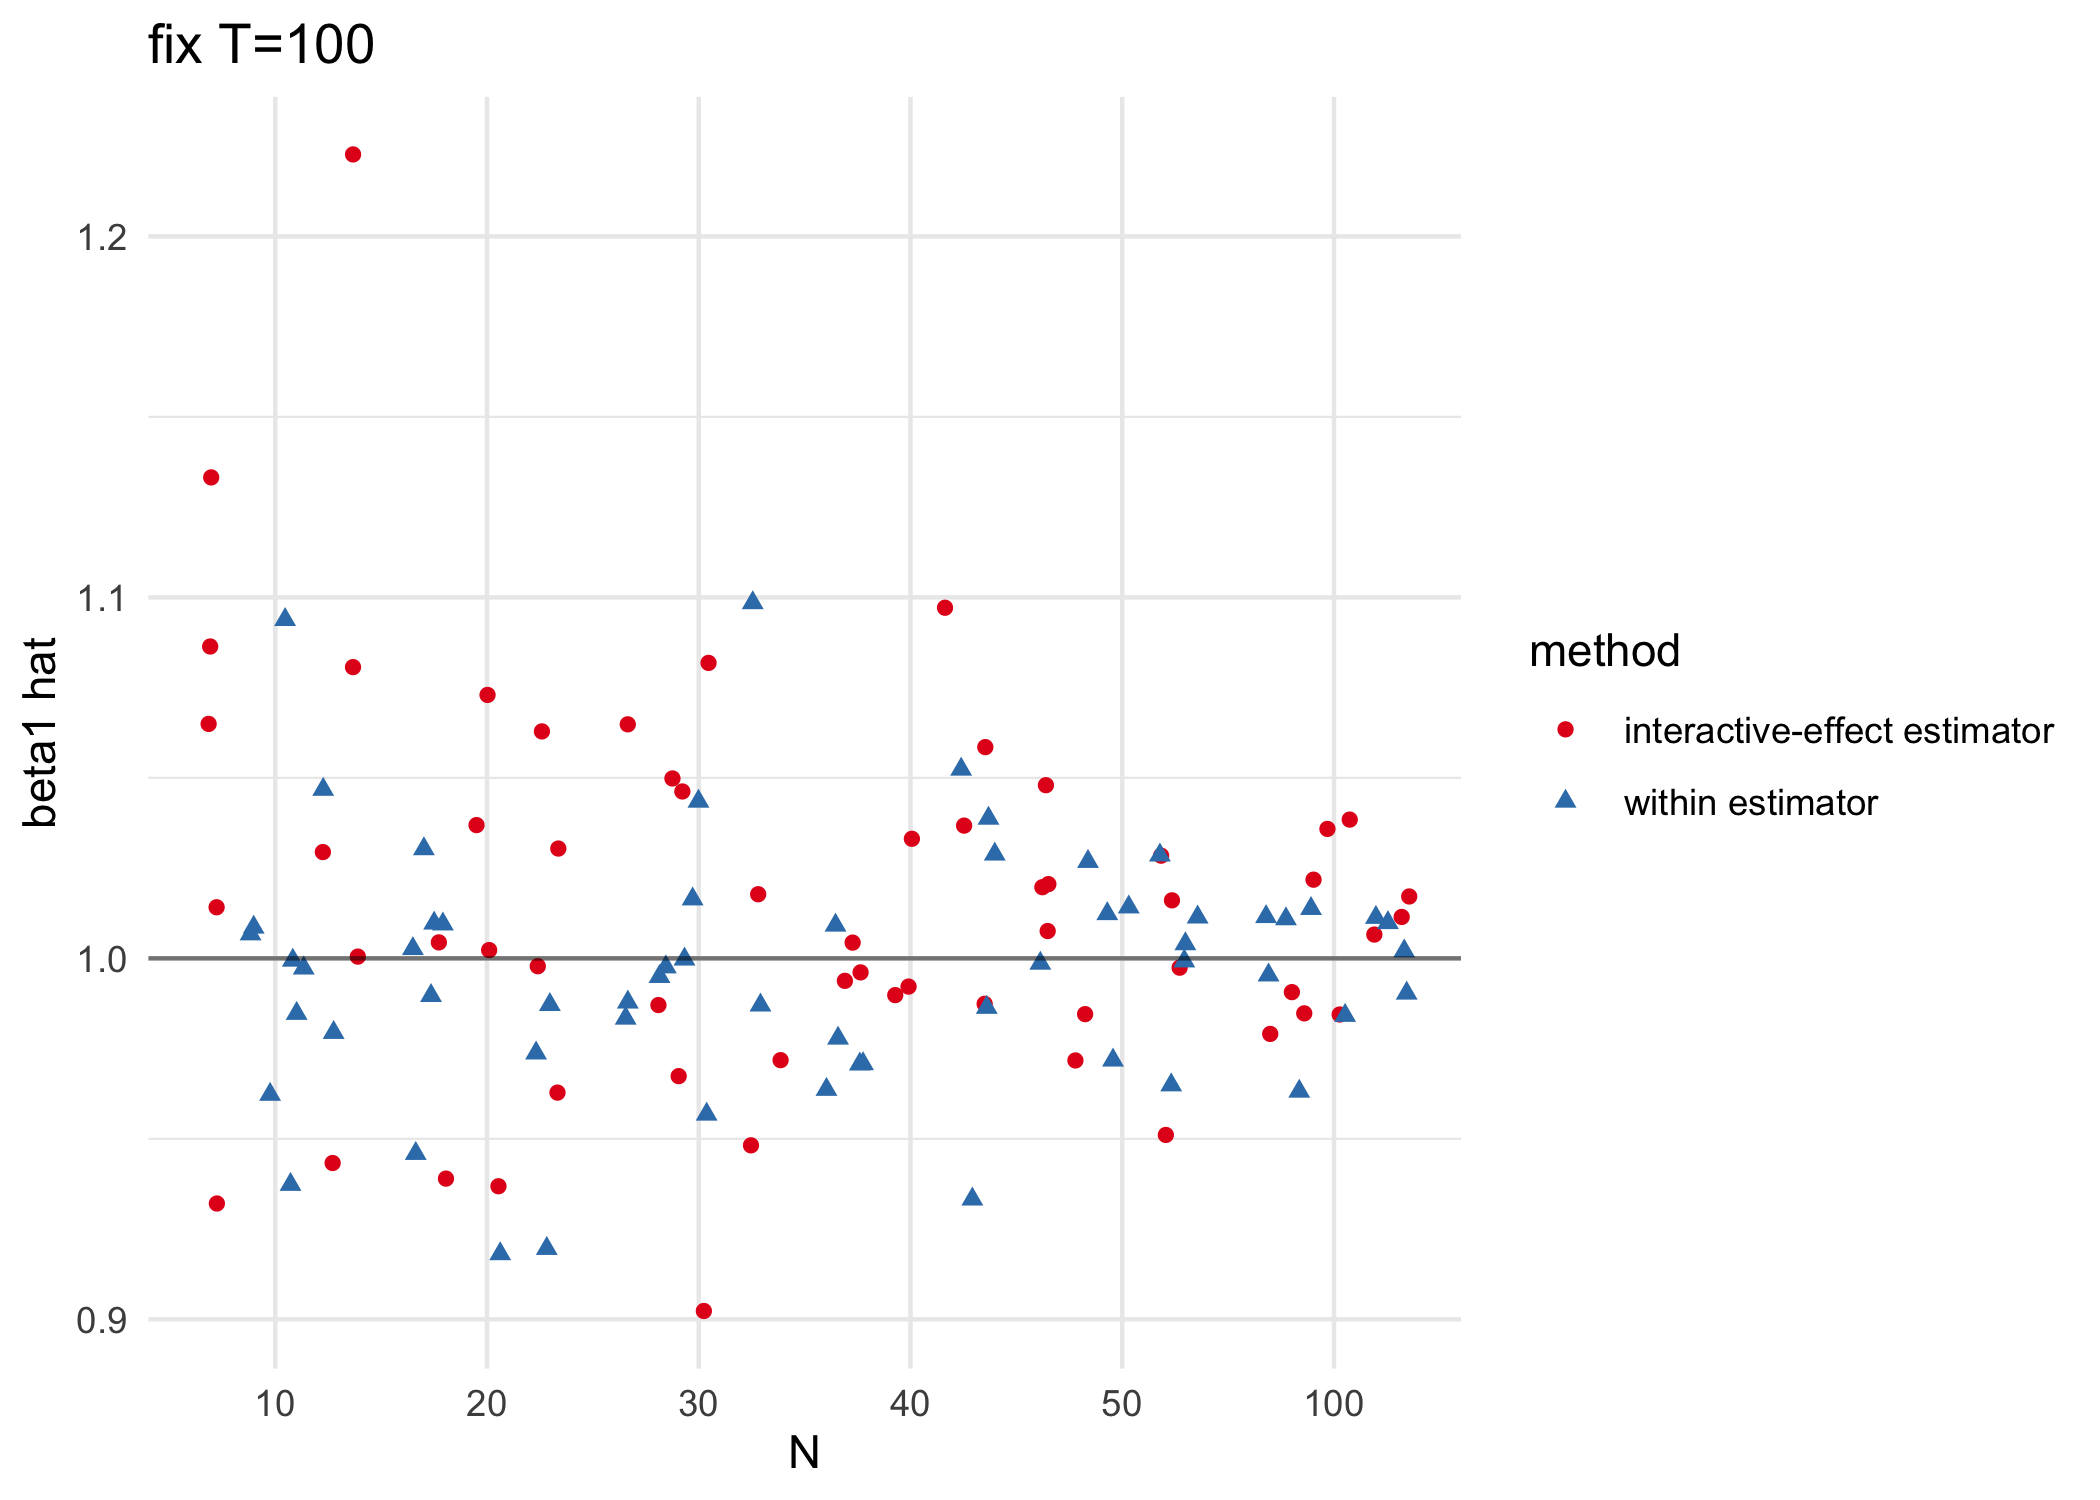 fix T=100
1.2
1.1
1.0
0.9
beta1 hat
10 20 30 40 50 100
N
method
interactive-effect estimator
within estimator